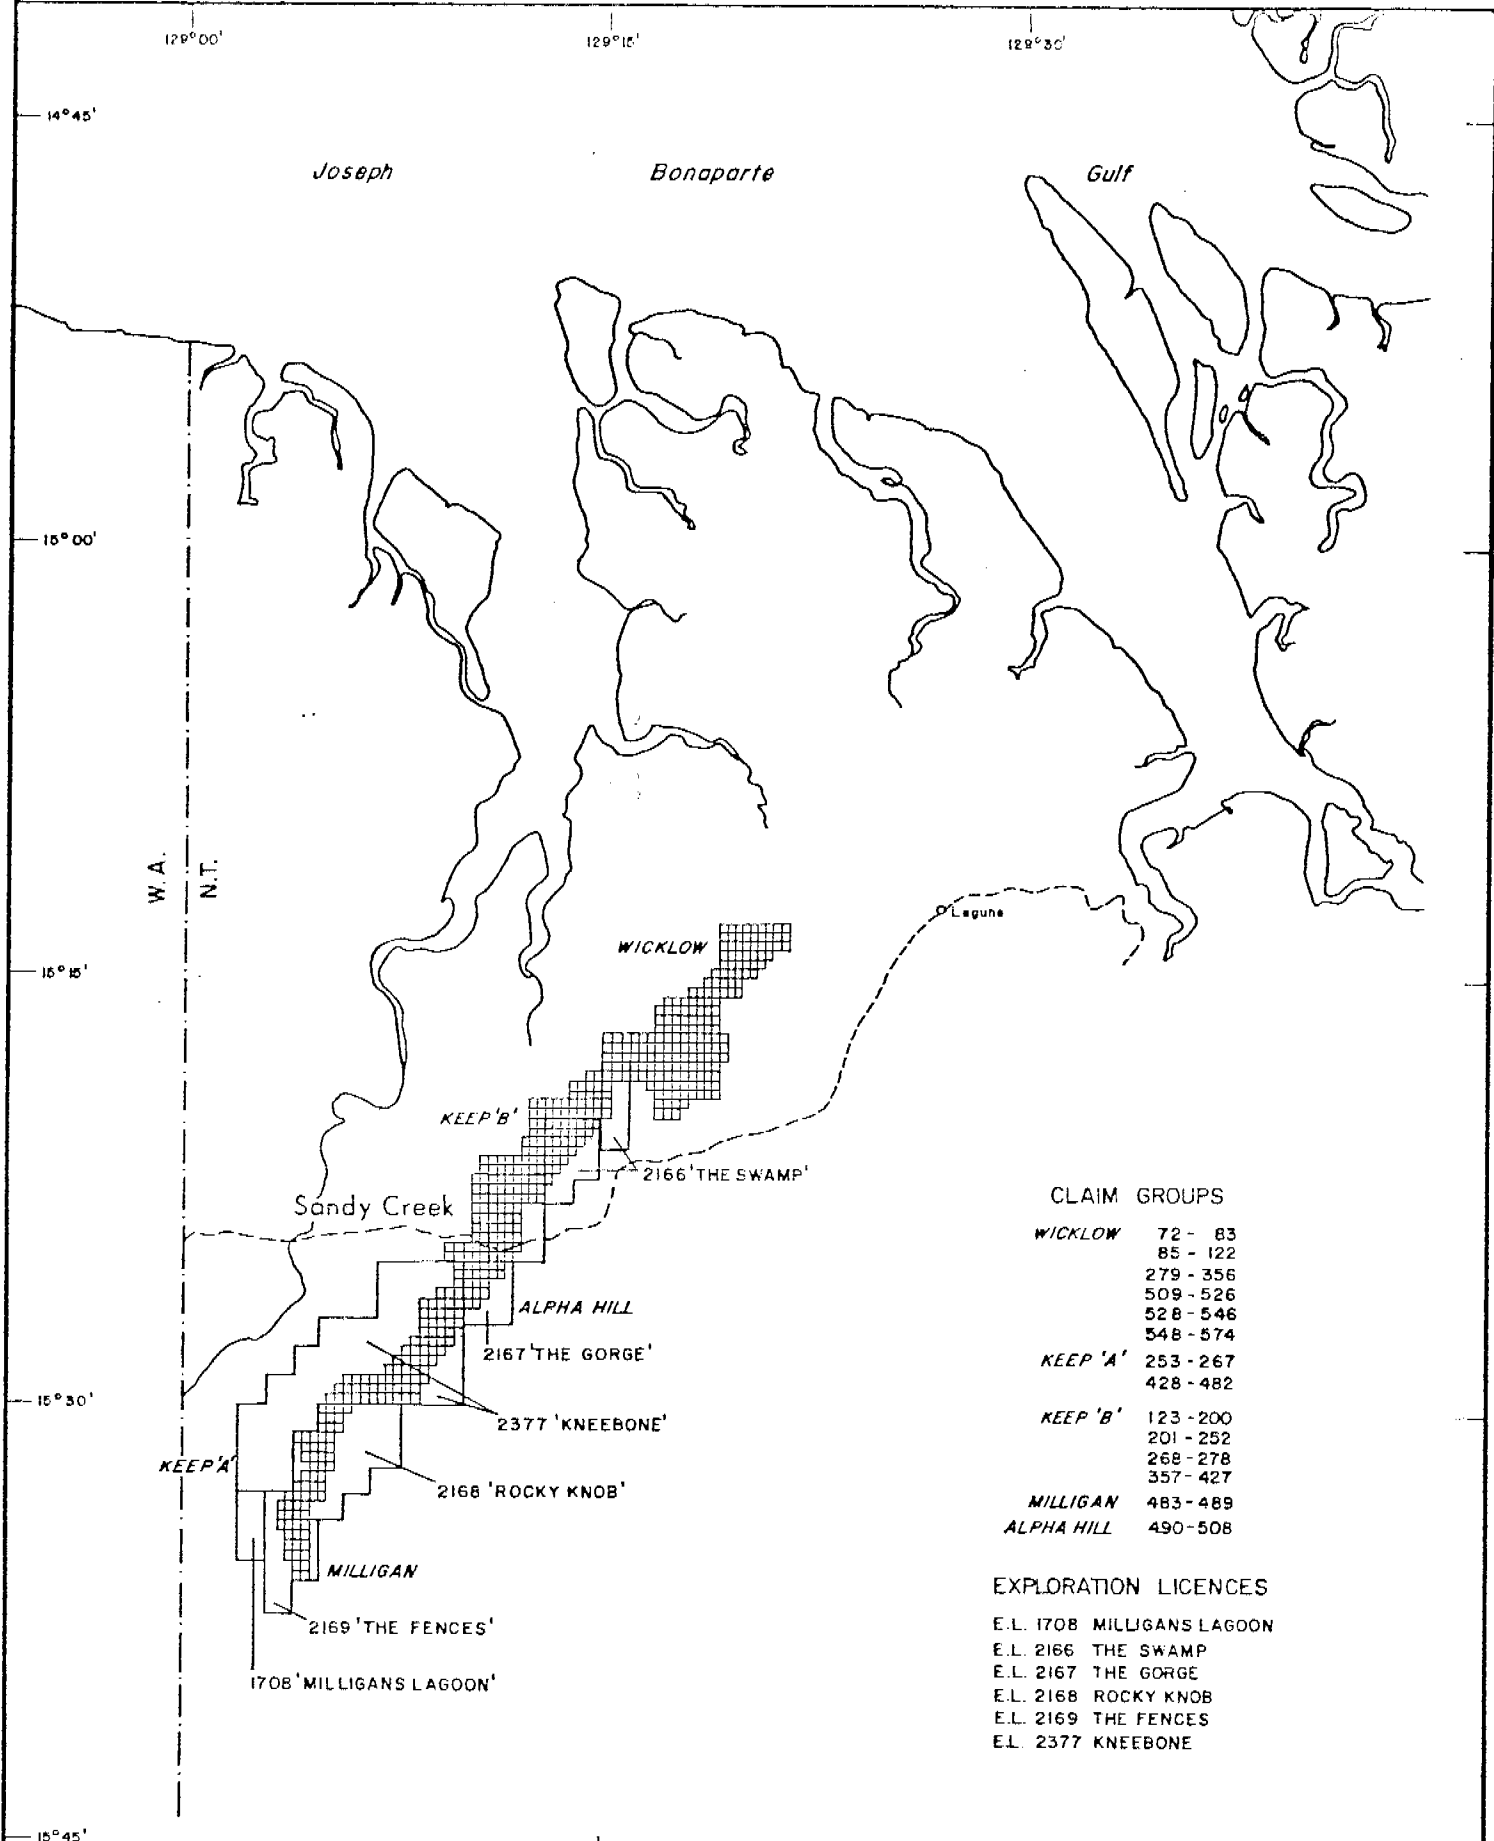 129°00' 129°15' 129°30'
14°45'
Joseph Bonaparte Gulf
15°00'
W.A.
N.T.
Laguna
WICKLOW
15°15'
KEEP 'B'
2166 'THE SWAMP'
Sandy Creek
ALPHA HILL
2167 'THE GORGE'
15°30'
2377 'KNEEBONE'
KEEP 'A'
2168 'ROCKY KNOB'
MILLIGAN
2169 'THE FENCES'
1708 'MILLIGANS LAGOON'
15°45'
CLAIM GROUPS
WICKLOW 72 - 83
85 - 122
279 - 356
509 - 526
528 - 546
548 - 574
KEEP 'A' 253 - 267
428 - 482
KEEP 'B' 123 - 200
201 - 252
268 - 278
357 - 427
MILLIGAN 483 - 489
ALPHA HILL 490 - 508
EXPLORATION LICENCES
E.L. 1708 MILLIGANS LAGOON
E.L. 2166 THE SWAMP
E.L. 2167 THE GORGE
E.L. 2168 ROCKY KNOB
E.L. 2169 THE FENCES
E.L. 2377 KNEEBONE